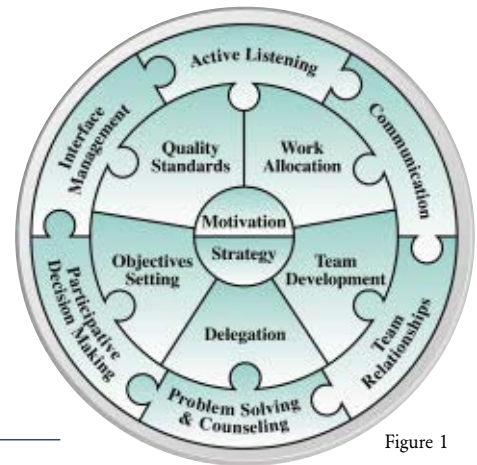 Active Listening
Communication
Team
Relationships
Problem Solving
& Counseling
Participative
Decision Making
Interface
Management
Quality
Standards
Work
Allocation
Team
Development
Delegation
Objectives
Setting
Motivation
Strategy
Figure 1